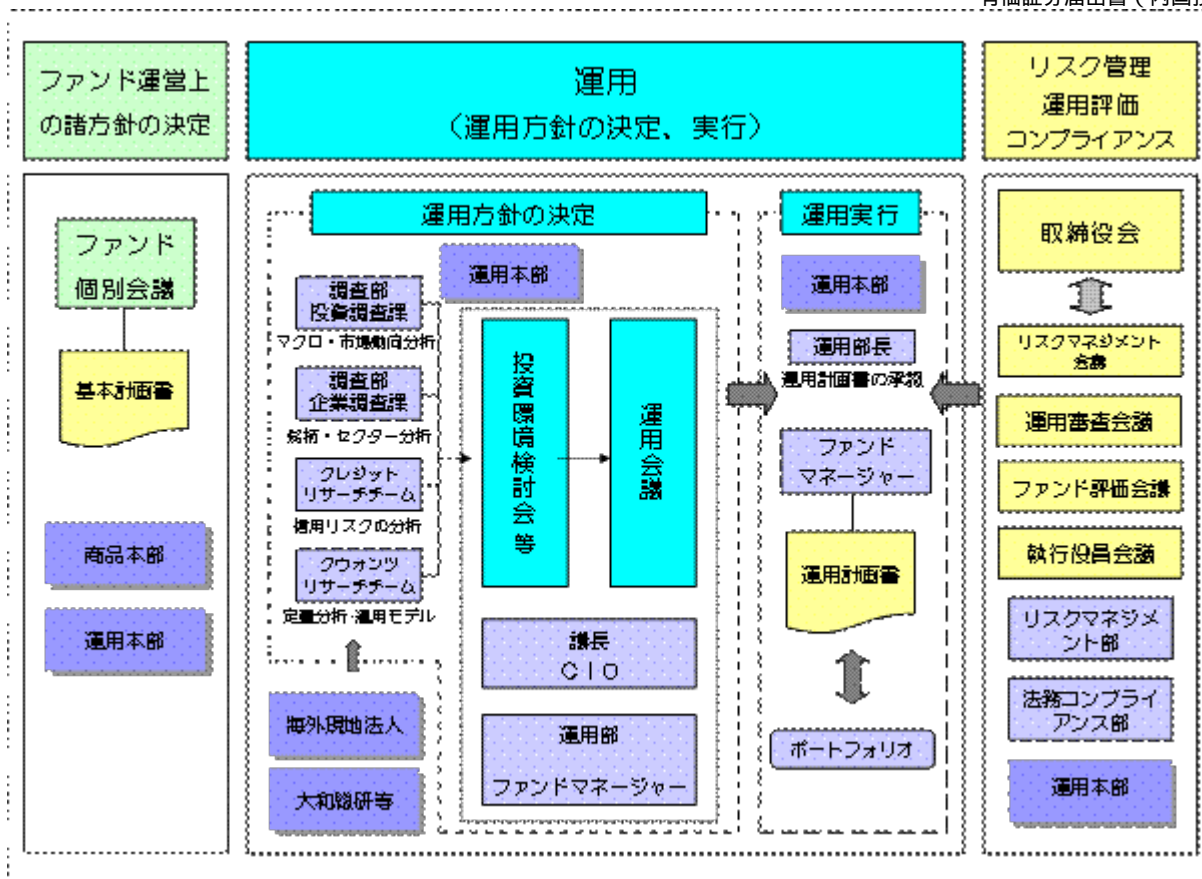 有価証券届出書（内国投
ファンド運営上
の諸方針の決定
運用
（運用方針の決定、実行）
リスク管理
運用評価
コンプライアンス
ファンド
個別会議
基本計画書
商品本部
運用本部
運用方針の決定
運用本部
調査部
投資調査課
マクロ・市場動向分析
調査部
企業調査課
銘柄・セクター分析
クレジット
リサーチチーム
信用リスクの分析
クウォンツ
リサーチチーム
定量分析・運用モデル
海外現地法人
大和総研等
投資環境検討会等
運用会議
議長
CIO
運用部
ファンドマネージャー
運用実行
運用本部
運用部長
運用計画書の承認
ファンド
マネージャー
運用計画書
ポートフォリオ
取締役会
リスクマネジメント
会議
運用審査会議
ファンド評価会議
執行役員会議
リスクマネジメ
ント部
法務コンプライ
アンス部
運用本部